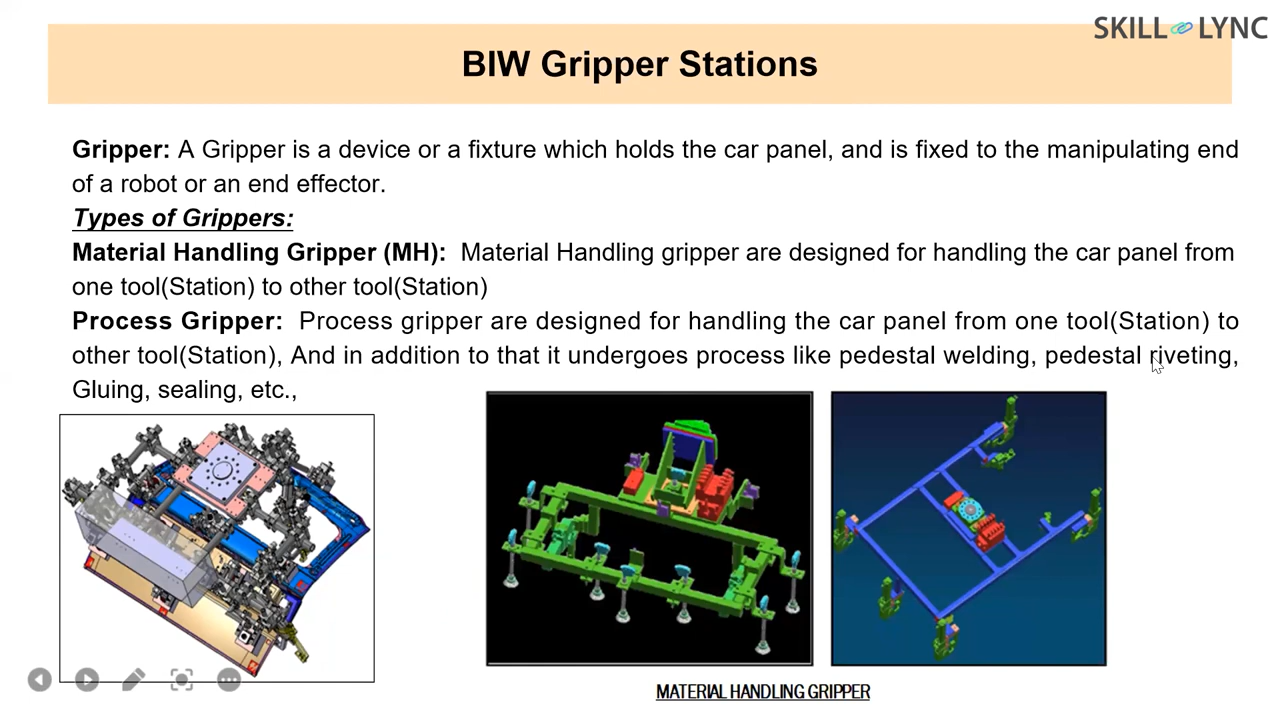 SKILL LYNC
BIW Gripper Stations
Gripper: A Gripper is a device or a fixture which holds the car panel, and is fixed to the manipulating end
of a robot or an end effector.
Types of Grippers:
Material Handling Gripper (MH): Material Handling gripper are designed for handling the car panel from
one tool(Station) to other tool(Station)
Process Gripper: Process gripper are designed for handling the car panel from one tool(Station) to
other tool(Station), And in addition to that it undergoes process like pedestal welding, pedestal riveting,
Gluing, sealing, etc.,
MATERIAL HANDLING GRIPPER